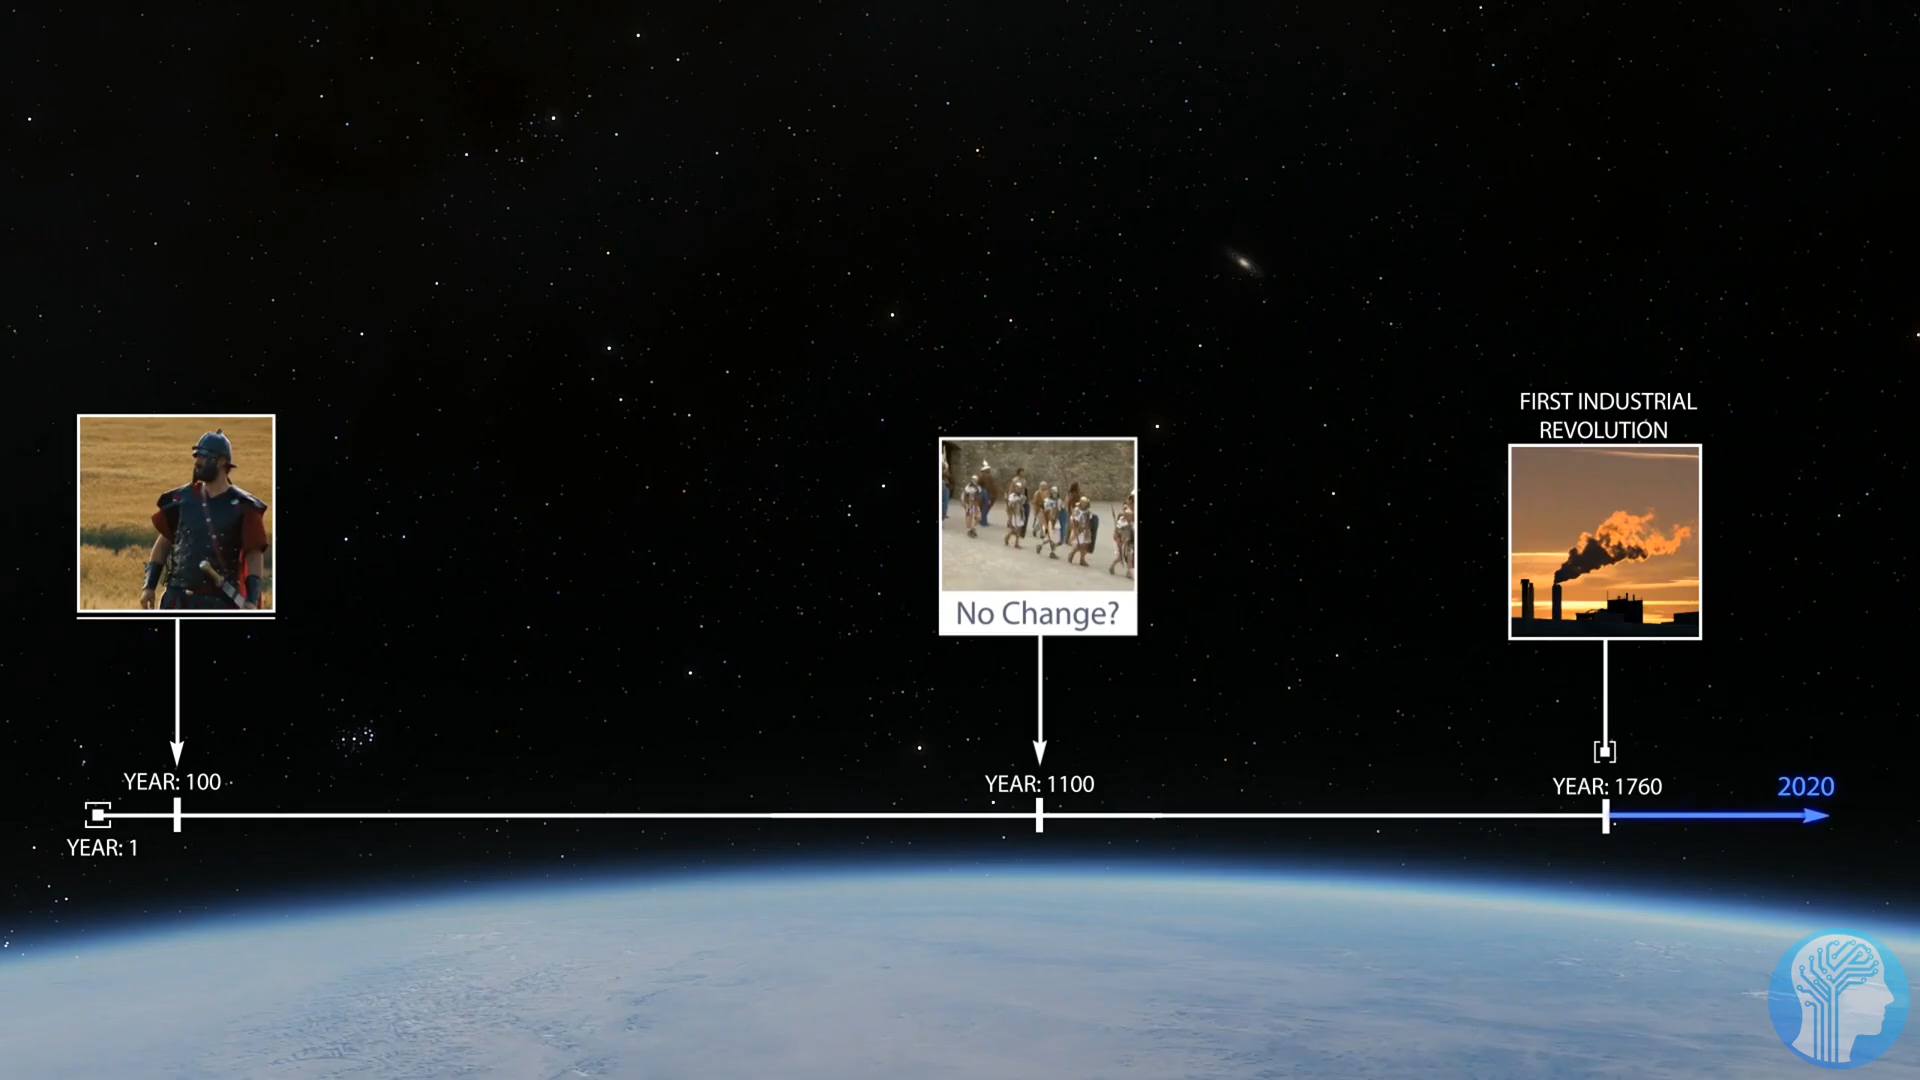 FIRST INDUSTRIAL
REVOLUTION
No Change?
YEAR: 100
YEAR: 1100
YEAR: 1760
2020
YEAR: 1